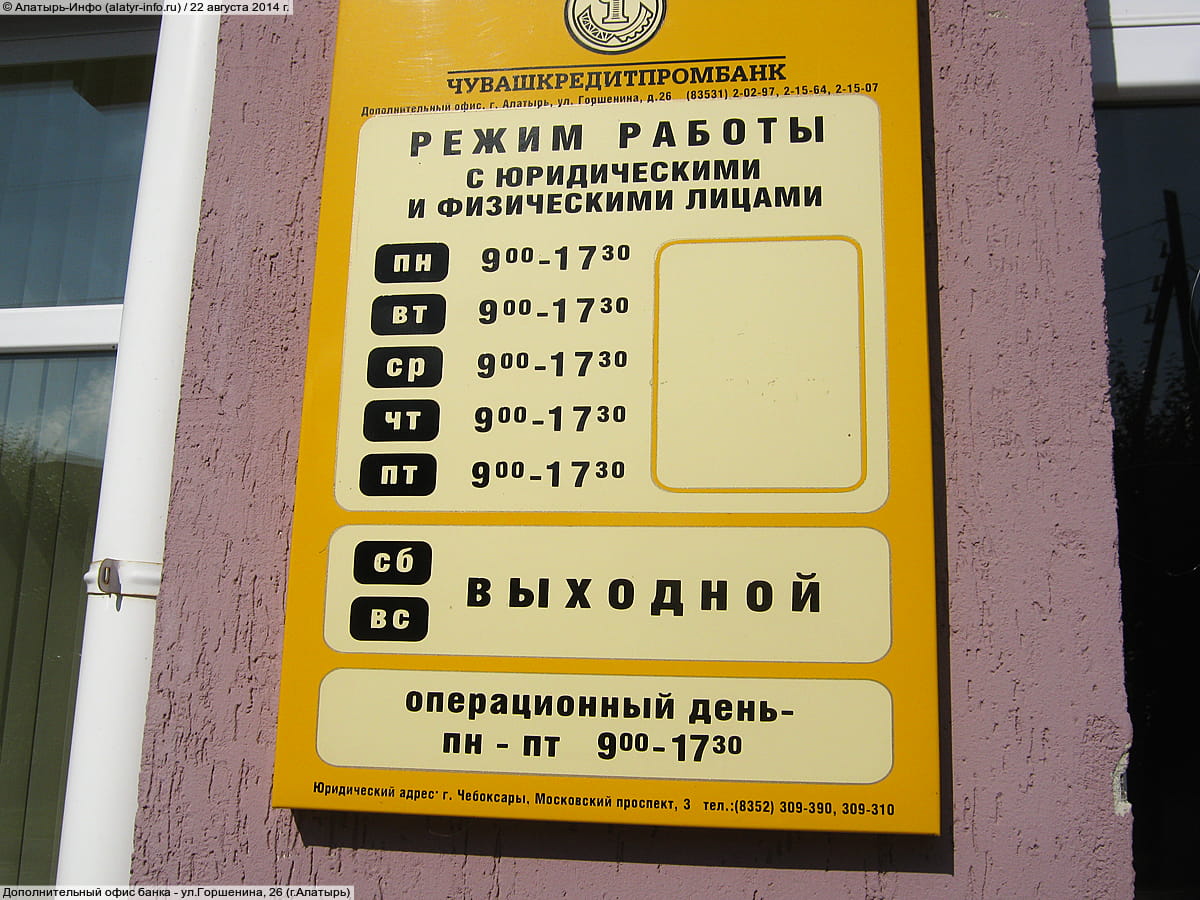 © Алатырь-Инфо (alatyr-info.ru) / 22 августа 2014 г.
ЧУВАШКРЕДИТПРОМБАНК
Дополнительный офис, г. Алатырь, ул. Горшенина, д.26 (83531) 2-02-97, 2-15-64, 2-15-07
РЕЖИМ РАБОТЫ
С ЮРИДИЧЕСКИМИ
И ФИЗИЧЕСКИМИ ЛИЦАМИ
пн 9⁰⁰-17³⁰
вт 9⁰⁰-17³⁰
ср 9⁰⁰-17³⁰
чт 9⁰⁰-17³⁰
пт 9⁰⁰-17³⁰
сб
ВЫХОДНОЙ
вс
операционный день-
пн - пт 9⁰⁰-17³⁰
Юридический адрес: г. Чебоксары, Московский проспект, 3 тел.:(8352) 309-390, 309-310
Дополнительный офис банка - ул.Горшенина, 26 (г.Алатырь)